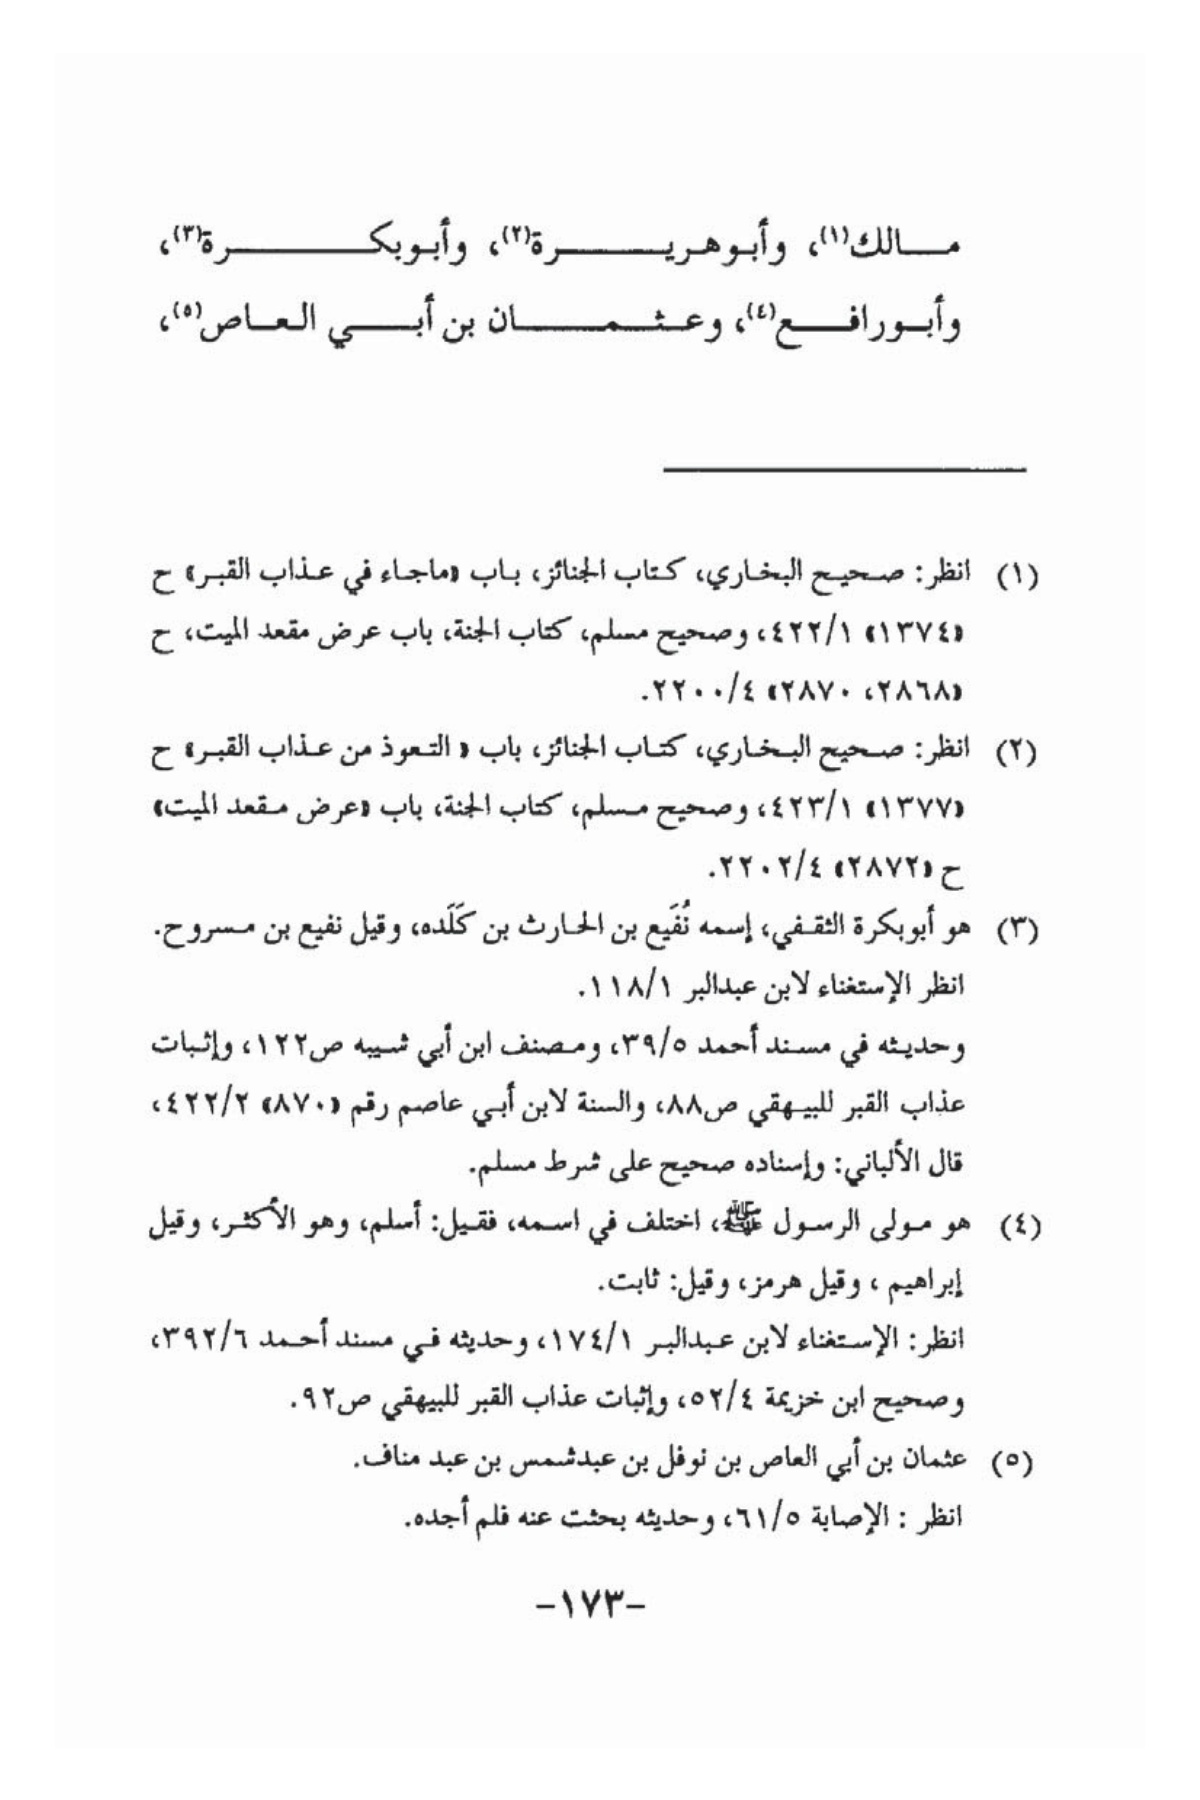 مالك(١)، وأبوهريرة(٢)، وأبوبكرة(٣)،
وأبورافع(٤)، وعثمان بن أبي العاص(٥)،
(١) انظر: صحيح البخاري، كتاب الجنائز، باب «ماجاء في عذاب القبر» ح
«١٣٧٤» ٤٢٢/١، وصحيح مسلم، كتاب الجنة، باب عرض مقعد الميت، ح
«٢٨٦٨، ٢٨٧٠» ٢٢٠٠/٤.
(٢) انظر: صحيح البخاري، كتاب الجنائز، باب « التعوذ من عذاب القبر» ح
«١٣٧٧» ٤٢٣/١، وصحيح مسلم، كتاب الجنة، باب «عرض مقعد الميت»
ح «٢٨٧٢» ٢٢٠٢/٤.
(٣) هو أبوبكرة الثقفي، إسمه نُفَيع بن الحارث بن كَلَده، وقيل نفيع بن مسروح.
انظر الإستغناء لابن عبدالبر ١١٨/١.
وحديثه في مسند أحمد ٣٩/٥، ومصنف ابن أبي شيبه ص١٢٢، وإثبات
عذاب القبر للبيهقي ص٨٨، والسنة لابن أبي عاصم رقم «٨٧٠» ٤٢٢/٢،
قال الألباني: وإسناده صحيح على شرط مسلم.
(٤) هو مولى الرسول ﷺ، اختلف في اسمه، فقيل: أسلم، وهو الأكثر، وقيل
إبراهيم ، وقيل هرمز، وقيل: ثابت.
انظر: الإستغناء لابن عبدالبر ١٧٤/١، وحديثه في مسند أحمد ٣٩٢/٦،
وصحيح ابن خزيمة ٥٢/٤، وإثبات عذاب القبر للبيهقي ص٩٢.
(٥) عثمان بن أبي العاص بن نوفل بن عبدشمس بن عبد مناف.
انظر : الإصابة ٦١/٥، وحديثه بحثت عنه فلم أجده.
-١٧٣-